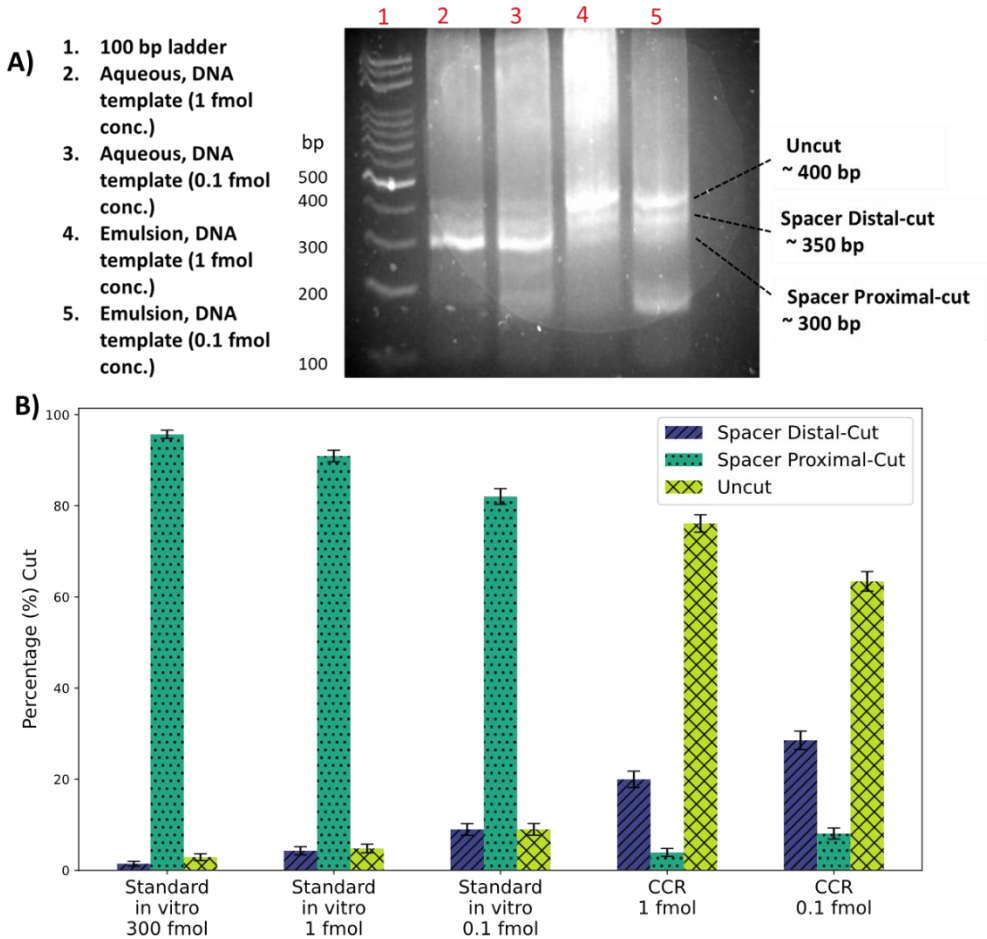 A)
1. 100 bp ladder
2. Aqueous, DNA
template (1 fmol
conc.)
3. Aqueous, DNA
template (0.1 fmol
conc.)
4. Emulsion, DNA
template (1 fmol
conc.)
5. Emulsion, DNA
template (0.1 fmol
conc.)
1 2 3 4 5
bp
500
400
300
200
100
Uncut
~ 400 bp
Spacer Distal-cut
~ 350 bp
Spacer Proximal-cut
~ 300 bp
B)
Percentage (%) Cut
100
80
60
40
20
0
Spacer Distal-Cut
Spacer Proximal-Cut
Uncut
Standard
in vitro
300 fmol
Standard
in vitro
1 fmol
Standard
in vitro
0.1 fmol
CCR
1 fmol
CCR
0.1 fmol